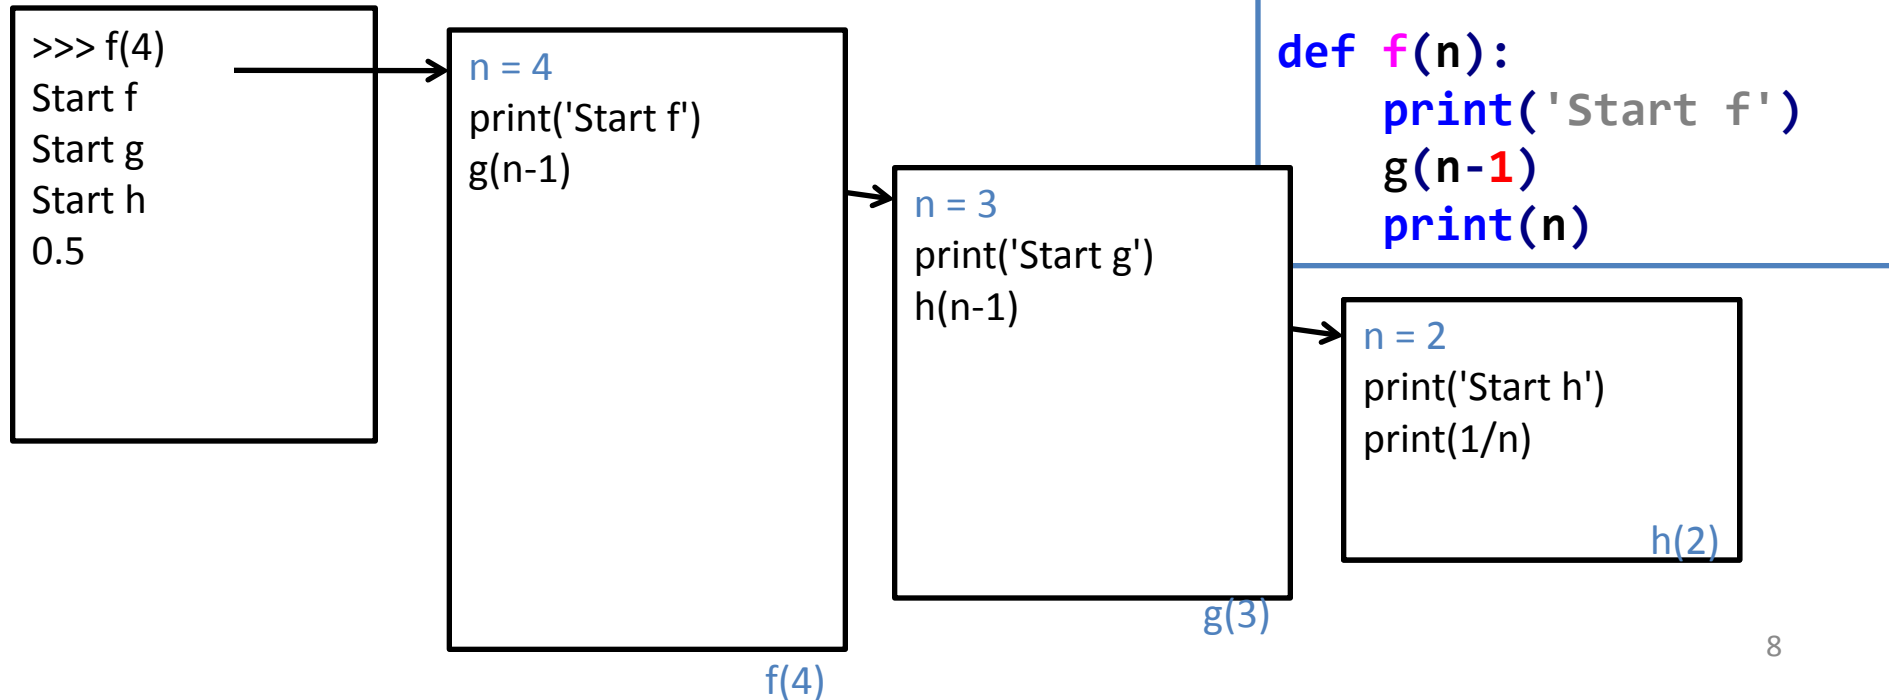 >>> f(4)
Start f
Start g
Start h
0.5
n = 4
print('Start f')
g(n-1)
f(4)
n = 3
print('Start g')
h(n-1)
g(3)
def f(n):
    print('Start f')
    g(n-1)
    print(n)
n = 2
print('Start h')
print(1/n)
h(2)
8